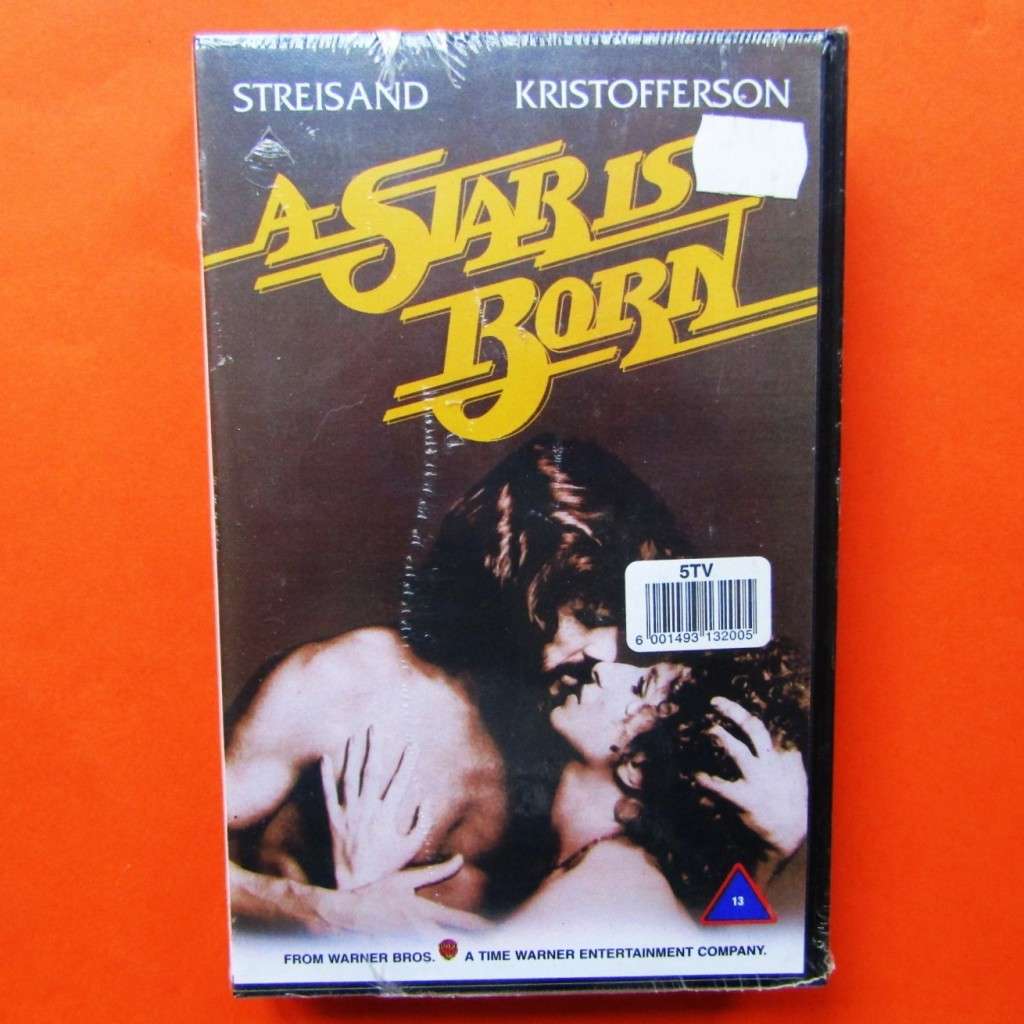 STREISAND KRISTOFFERSON
A STAR IS
BORN
5TV
6 001493 132005
13
FROM WARNER BROS. A TIME WARNER ENTERTAINMENT COMPANY.